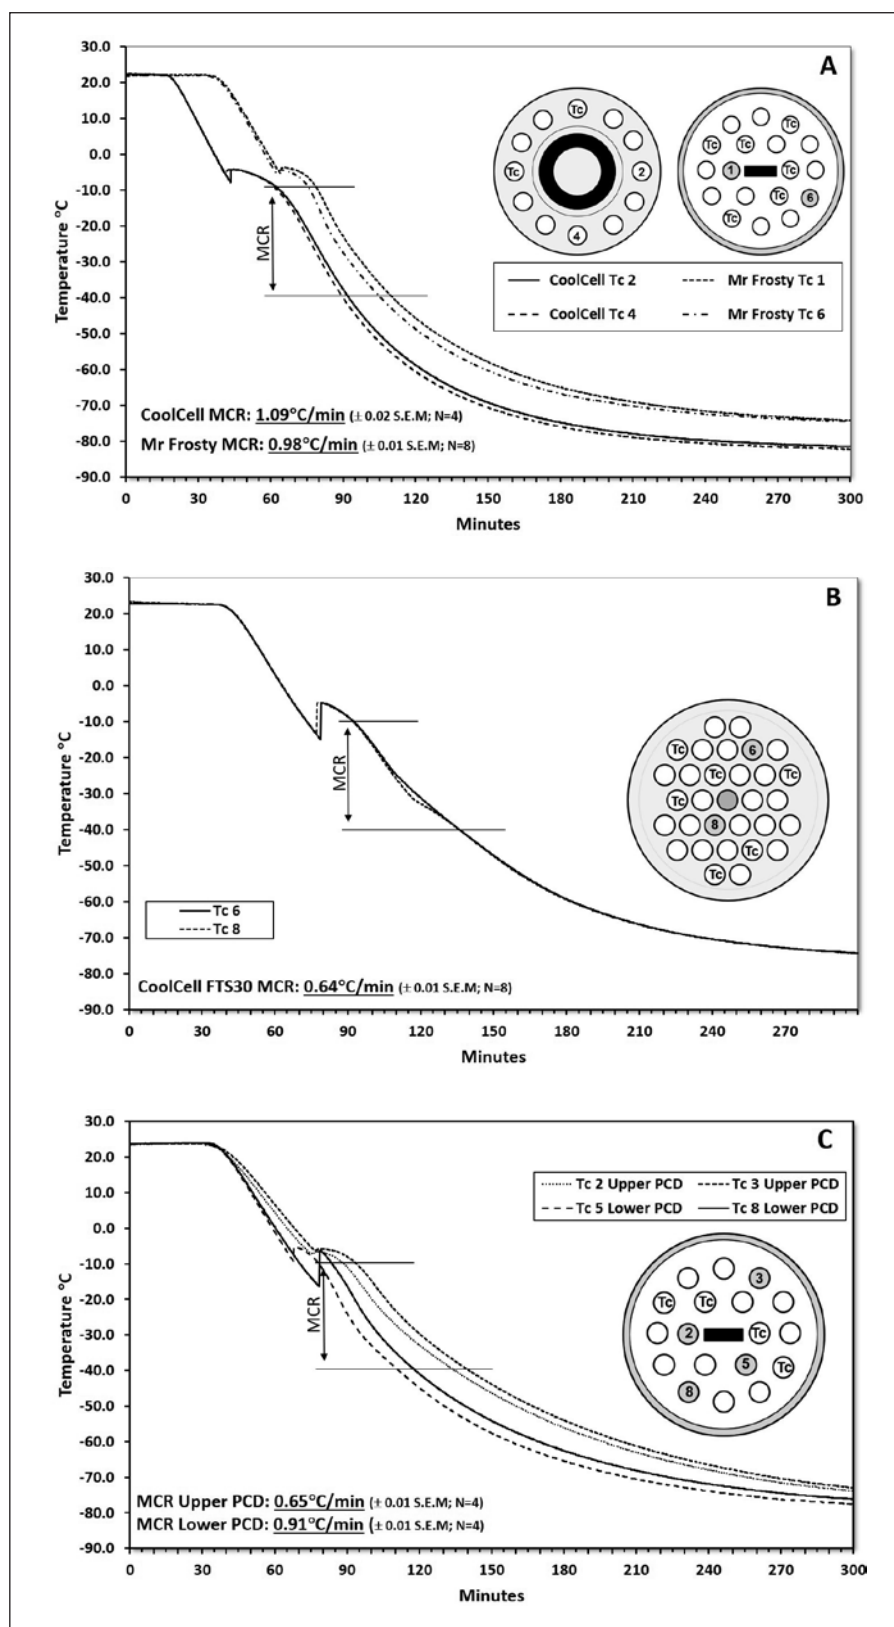 30.0
A
20.0
10.0
0.0
-10.0
-20.0
-30.0
-40.0
-50.0
-60.0
-70.0
-80.0
-90.0
Temperature °C
MCR
Tc
Tc
2
4
Tc
Tc
Tc
1
Tc
Tc
6
Tc
CoolCell Tc 2
Mr Frosty Tc 1
CoolCell Tc 4
Mr Frosty Tc 6
CoolCell MCR: 1.09°C/min (± 0.02 S.E.M; N=4)
Mr Frosty MCR: 0.98°C/min (± 0.01 S.E.M; N=8)
0 30 60 90 120 150 180 210 240 270 300
Minutes
30.0
B
20.0
10.0
0.0
-10.0
-20.0
-30.0
-40.0
-50.0
-60.0
-70.0
-80.0
-90.0
Temperature °C
MCR
Tc
6
Tc
Tc
Tc
8
Tc
Tc
Tc 6
Tc 8
CoolCell FTS30 MCR: 0.64°C/min (± 0.01 S.E.M; N=8)
0 30 60 90 120 150 180 210 240 270
Minutes
30.0
C
20.0
10.0
0.0
-10.0
-20.0
-30.0
-40.0
-50.0
-60.0
-70.0
-80.0
-90.0
Temperature °C
MCR
Tc 2 Upper PCD
Tc 3 Upper PCD
Tc 5 Lower PCD
Tc 8 Lower PCD
3
Tc
Tc
2
Tc
5
Tc
8
MCR Upper PCD: 0.65°C/min (± 0.01 S.E.M; N=4)
MCR Lower PCD: 0.91°C/min (± 0.01 S.E.M; N=4)
0 30 60 90 120 150 180 210 240 270 300
Minutes